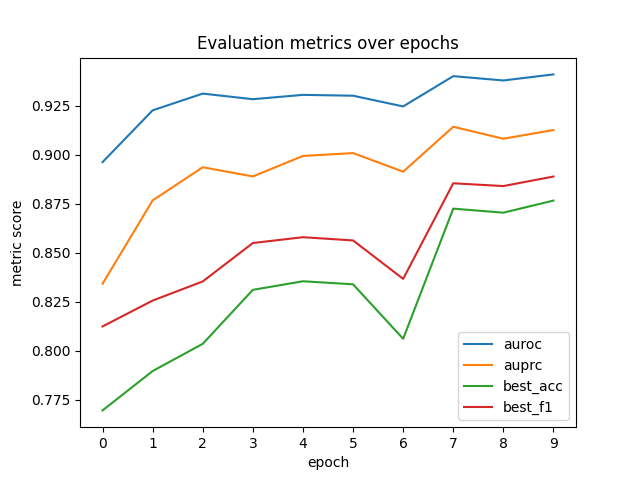 Evaluation metrics over epochs
metric score
0.925
0.900
0.875
0.850
0.825
0.800
0.775
auroc
auprc
best_acc
best_f1
0 1 2 3 4 5 6 7 8 9
epoch